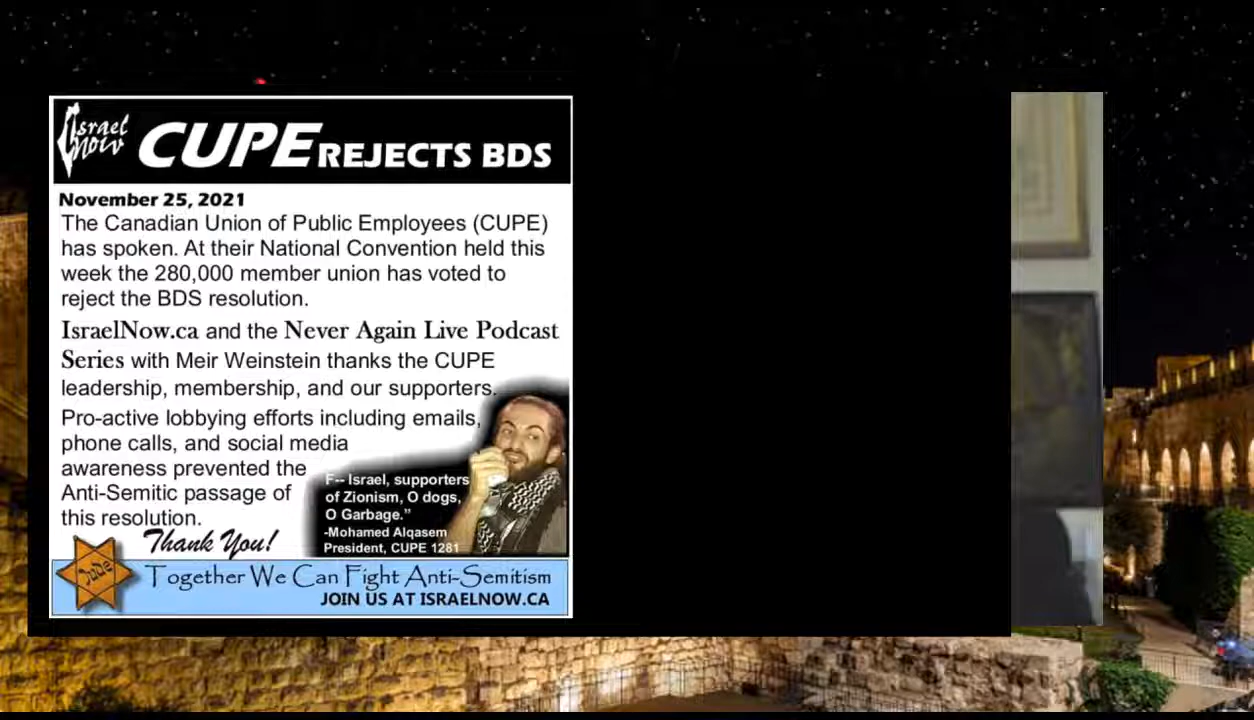 Israel Now
CUPE REJECTS BDS
November 25, 2021
The Canadian Union of Public Employees (CUPE)
has spoken. At their National Convention held this
week the 280,000 member union has voted to
reject the BDS resolution.
IsraelNow.ca and the Never Again Live Podcast
Series with Meir Weinstein thanks the CUPE
leadership, membership, and our supporters.
Pro-active lobbying efforts including emails,
phone calls, and social media
awareness prevented the
Anti-Semitic passage of
this resolution.
Thank You!
F-- Israel, supporters
of Zionism, O dogs,
O Garbage.”
-Mohamed Alqasem
President, CUPE 1281
Jude
Together We Can Fight Anti-Semitism
JOIN US AT ISRAELNOW.CA